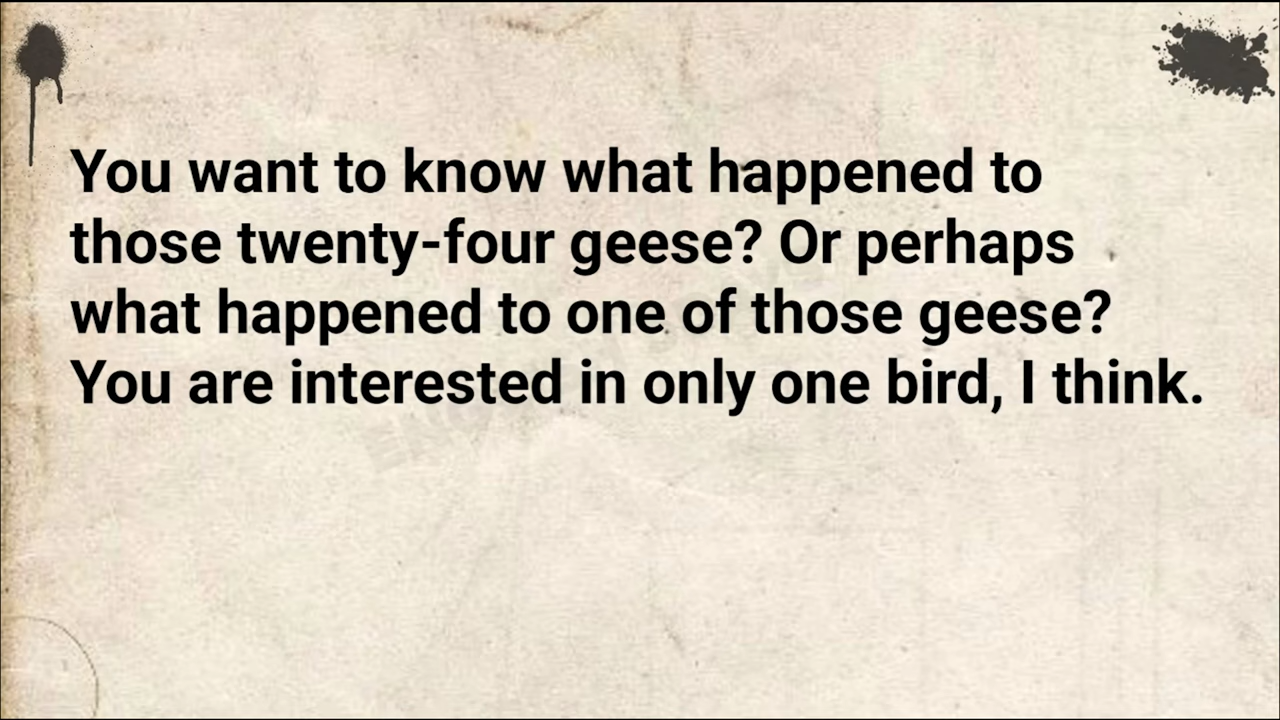 You want to know what happened to
those twenty-four geese? Or perhaps
what happened to one of those geese?
You are interested in only one bird, I think.